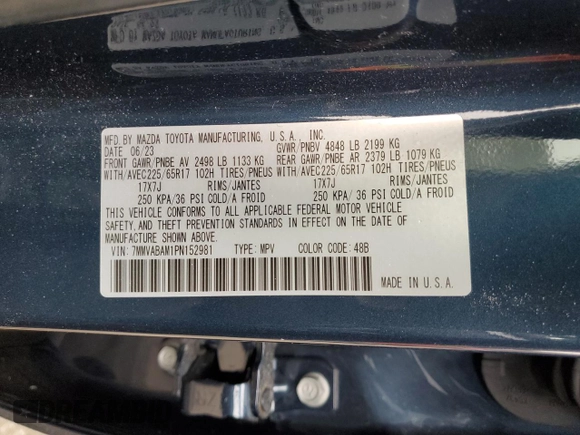 MFD. BY MAZDA TOYOTA MANUFACTURING, U.S.A., INC.
DATE 06/23 GVWR/PNBV 4848 LB 2199 KG
FRONT GAWR/PNBE AV 2498 LB 1133 KG REAR GAWR/PNBE AR 2379 LB 1079 KG
WITH/AVEC225/65R17 102H TIRES/PNEUS WITH/AVEC225/65R17 102H TIRES/PNEUS
17X7J RIMS/JANTES 17X7J RIMS/JANTES
250 KPA/36 PSI COLD/A FROID 250 KPA/36 PSI COLD/A FROID
THIS VEHICLE CONFORMS TO ALL APPLICABLE FEDERAL MOTOR VEHICLE
SAFETY, AND THEFT PREVENTION STANDARDS IN EFFECT ON THE DATE OF
MANUFACTURE SHOWN ABOVE.
VIN: 7MMVABAM1PN152981 TYPE: MPV COLOR CODE: 48B
MADE IN U.S.A.